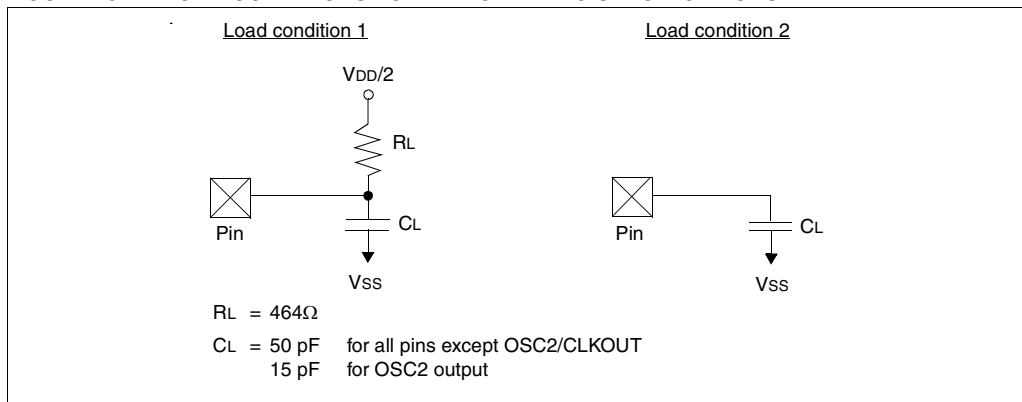 Load condition 1
Load condition 2
VDD/2
RL
Pin
CL
VSS
Pin
CL
VSS
RL = 464Ω
CL = 50 pF for all pins except OSC2/CLKOUT
15 pF for OSC2 output